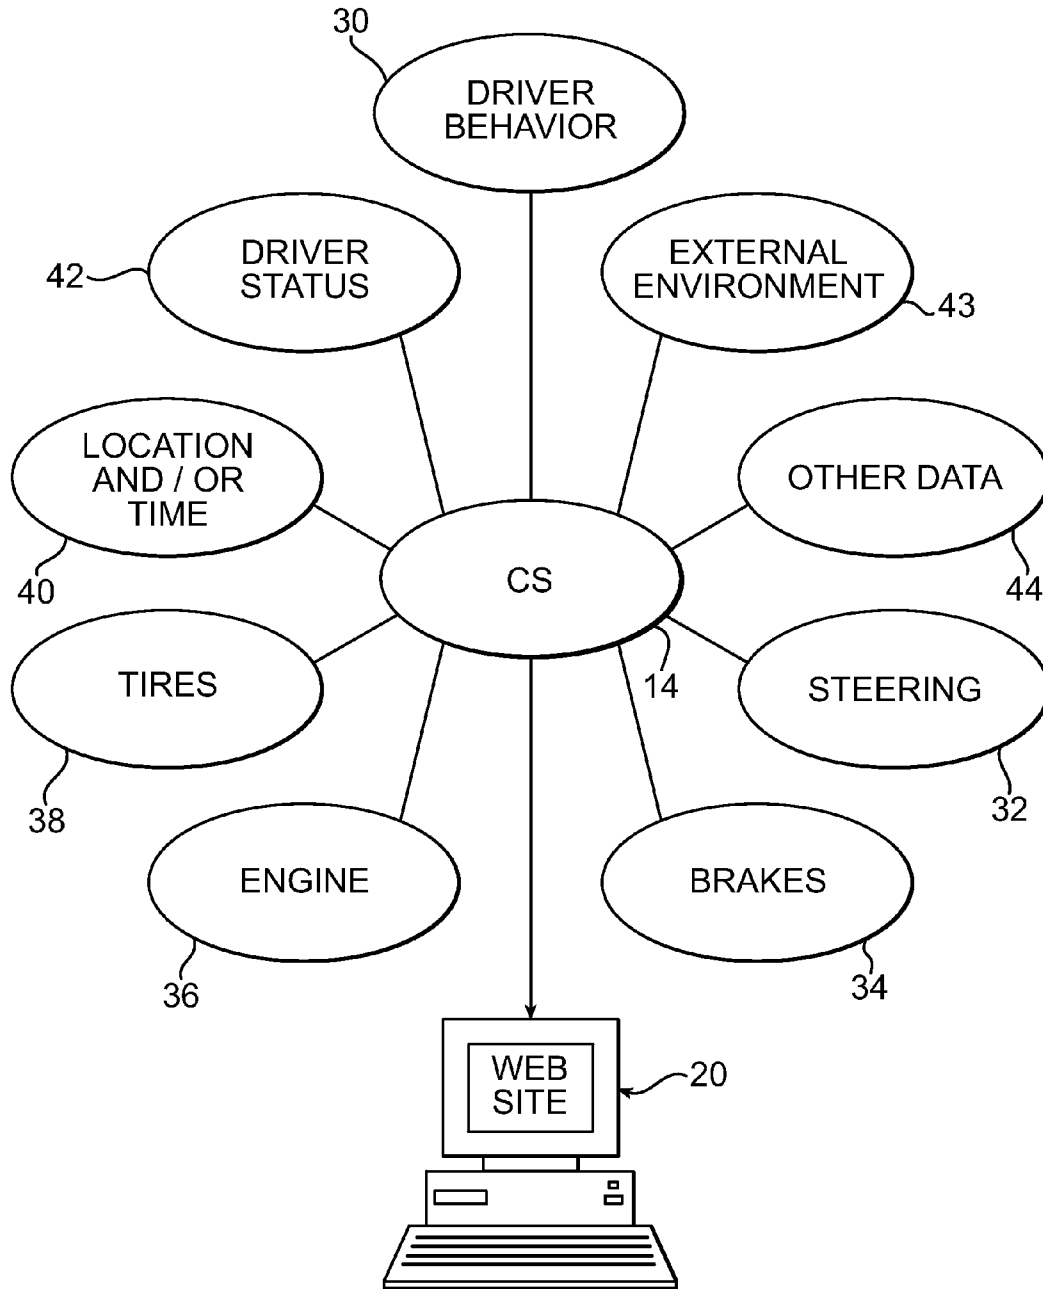 30
DRIVER
BEHAVIOR
DRIVER
STATUS
42
EXTERNAL
ENVIRONMENT
43
LOCATION
AND / OR
TIME
40
OTHER DATA
44
CS
14
TIRES
38
STEERING
32
ENGINE
36
BRAKES
34
WEB
SITE
20